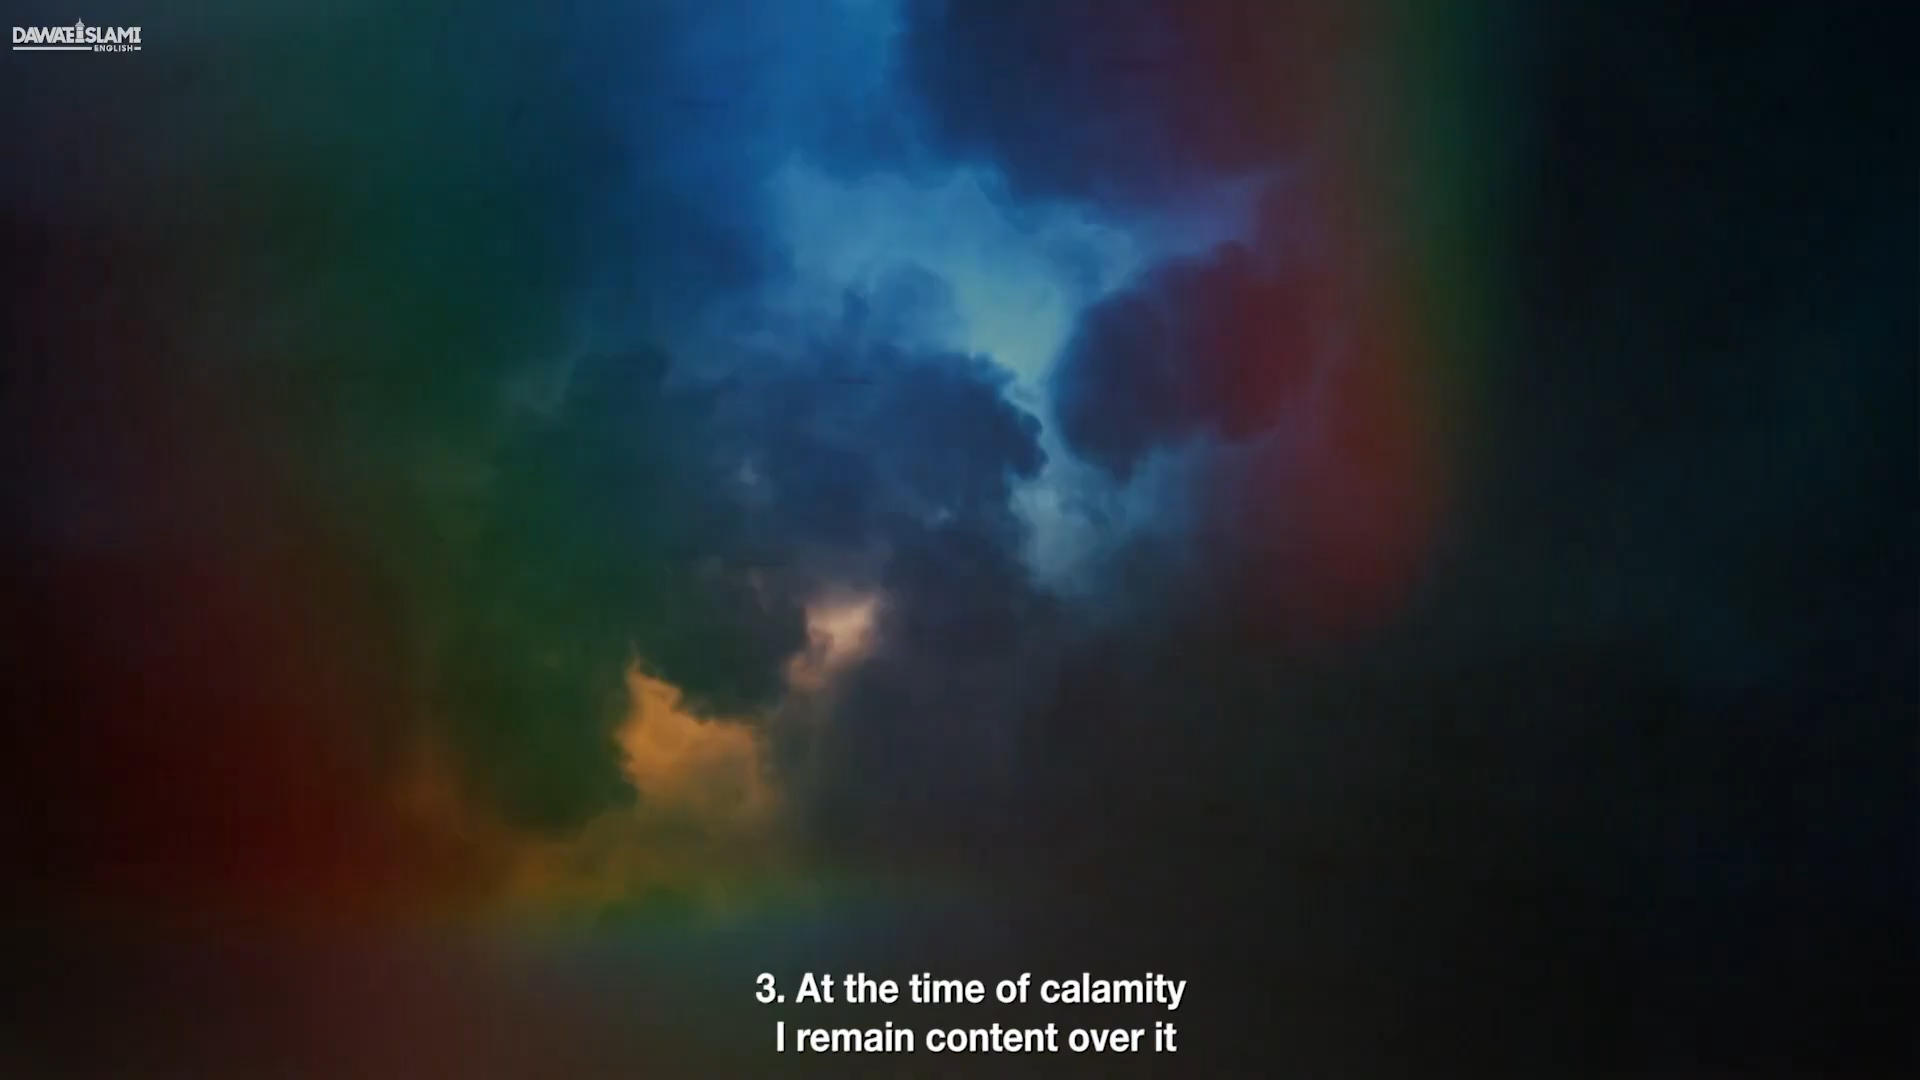 DAWATEISLAMI
ENGLISH
3. At the time of calamity
I remain content over it